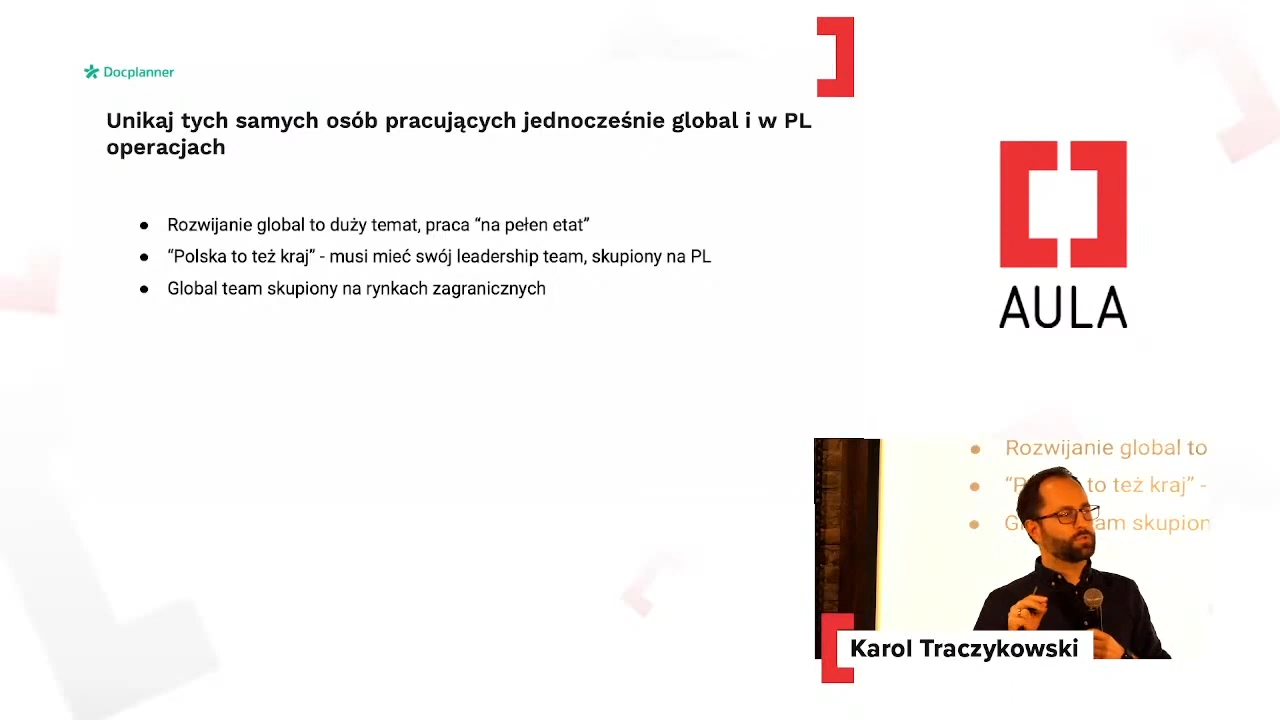 Docplanner
Unikaj tych samych osób pracujących jednocześnie global i w PL
operacjach
● Rozwijanie global to duży temat, praca “na pełen etat”
● “Polska to też kraj” - musi mieć swój leadership team, skupiony na PL
● Global team skupiony na rynkach zagranicznych
AULA
● Rozwijanie global to
● to też kraj” -
● am skupion
Karol Traczykowski